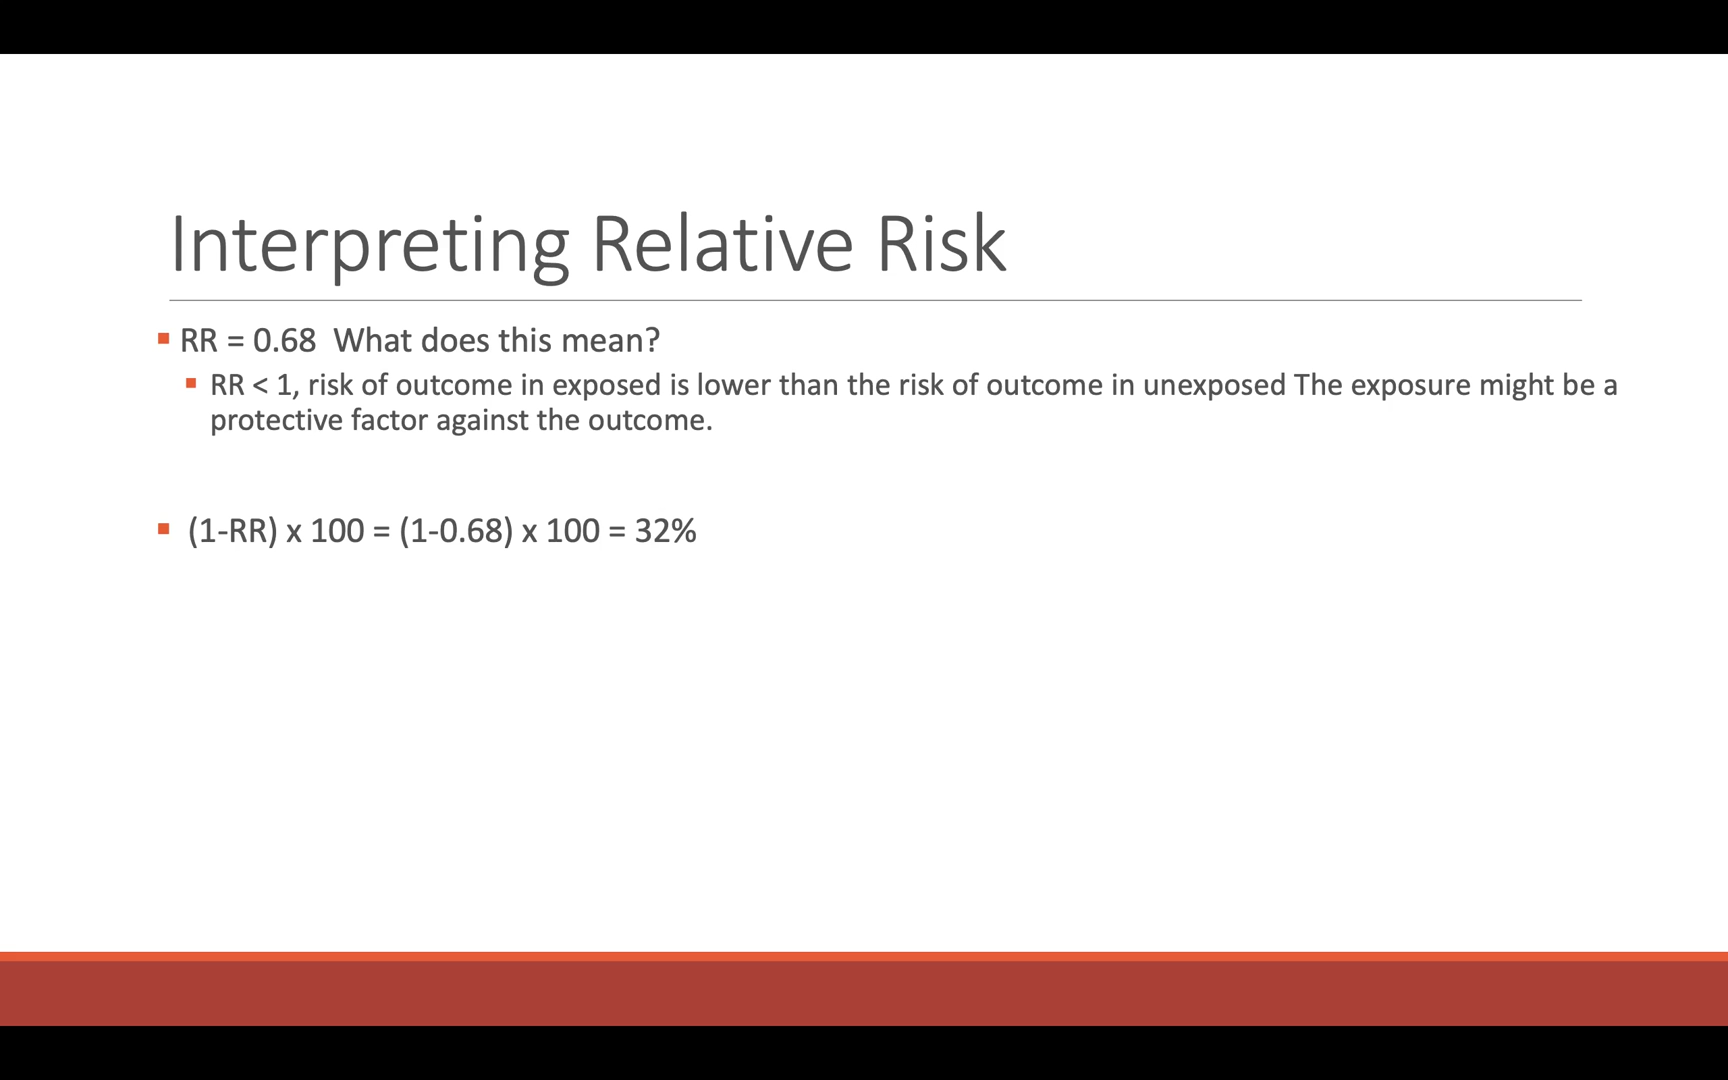 Interpreting Relative Risk
RR = 0.68  What does this mean?
RR < 1, risk of outcome in exposed is lower than the risk of outcome in unexposed The exposure might be a
protective factor against the outcome.
(1-RR) x 100 = (1-0.68) x 100 = 32%